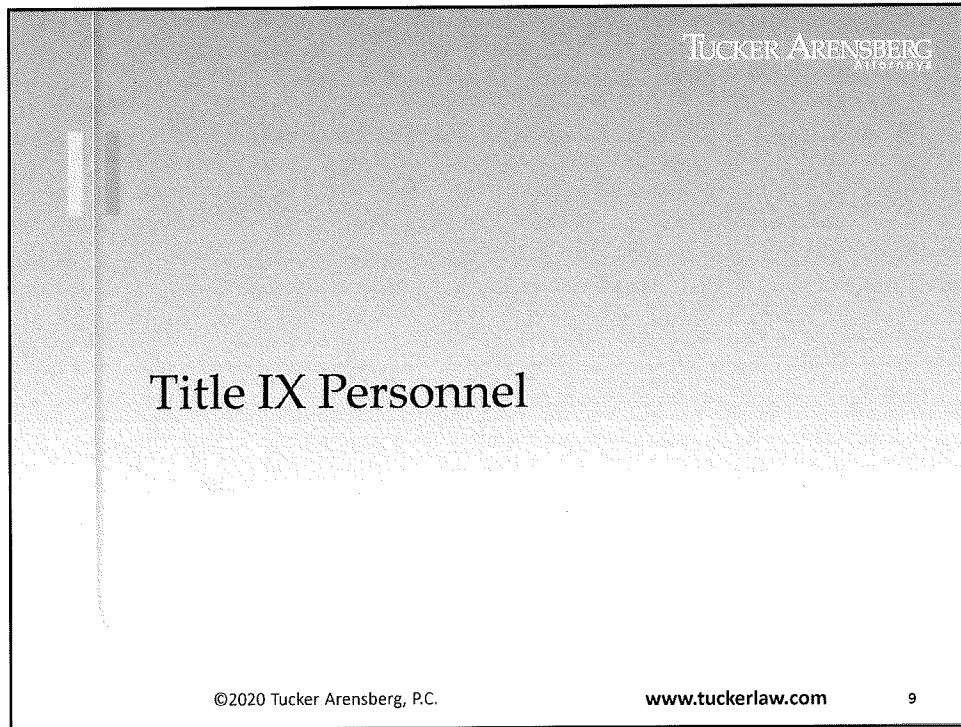 TUCKER ARENSBERG
Attorneys
Title IX Personnel
©2020 Tucker Arensberg, P.C. www.tuckerlaw.com 9